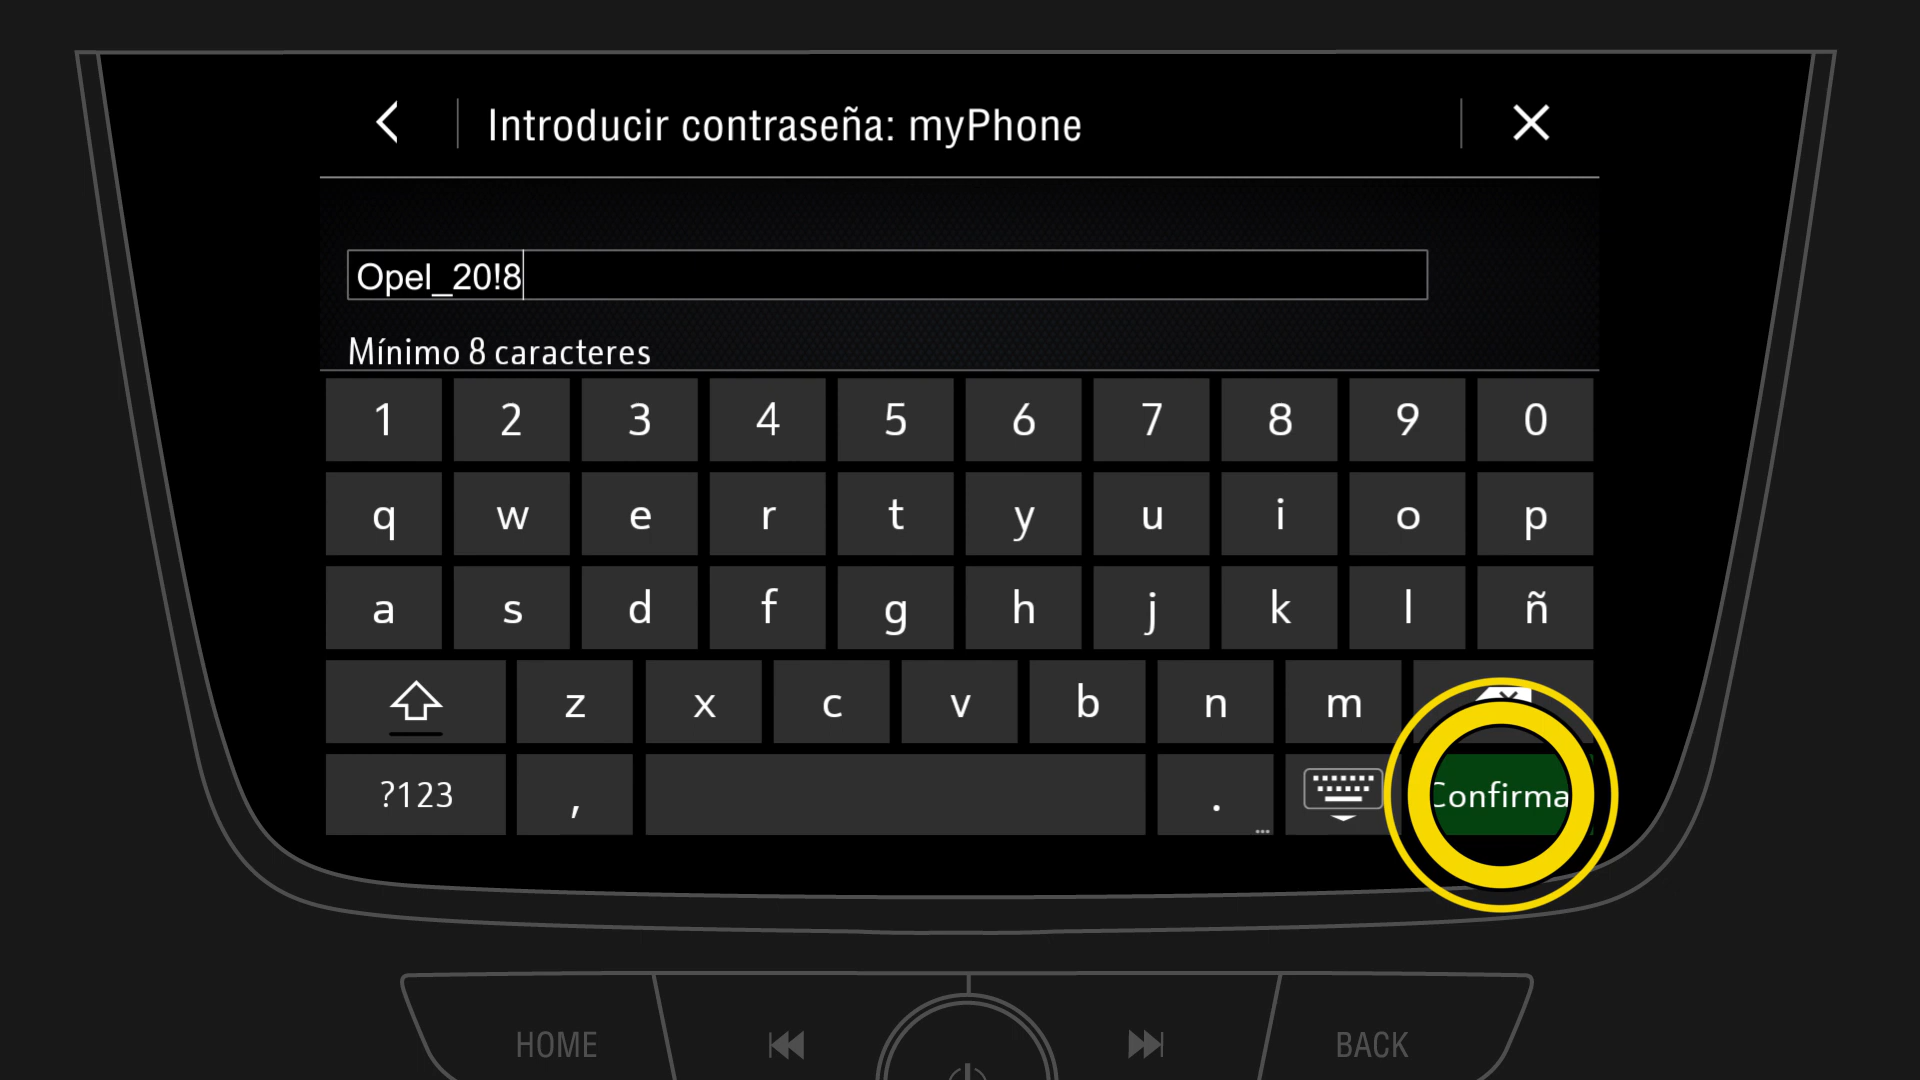 Introducir contraseña: myPhone
Opel_20!8
Mínimo 8 caracteres
1 2 3 4 5 6 7 8 9 0
q w e r t y u i o p
a s d f g h j k l ñ
z x c v b n m
?123 , . ... Confirma
HOME BACK